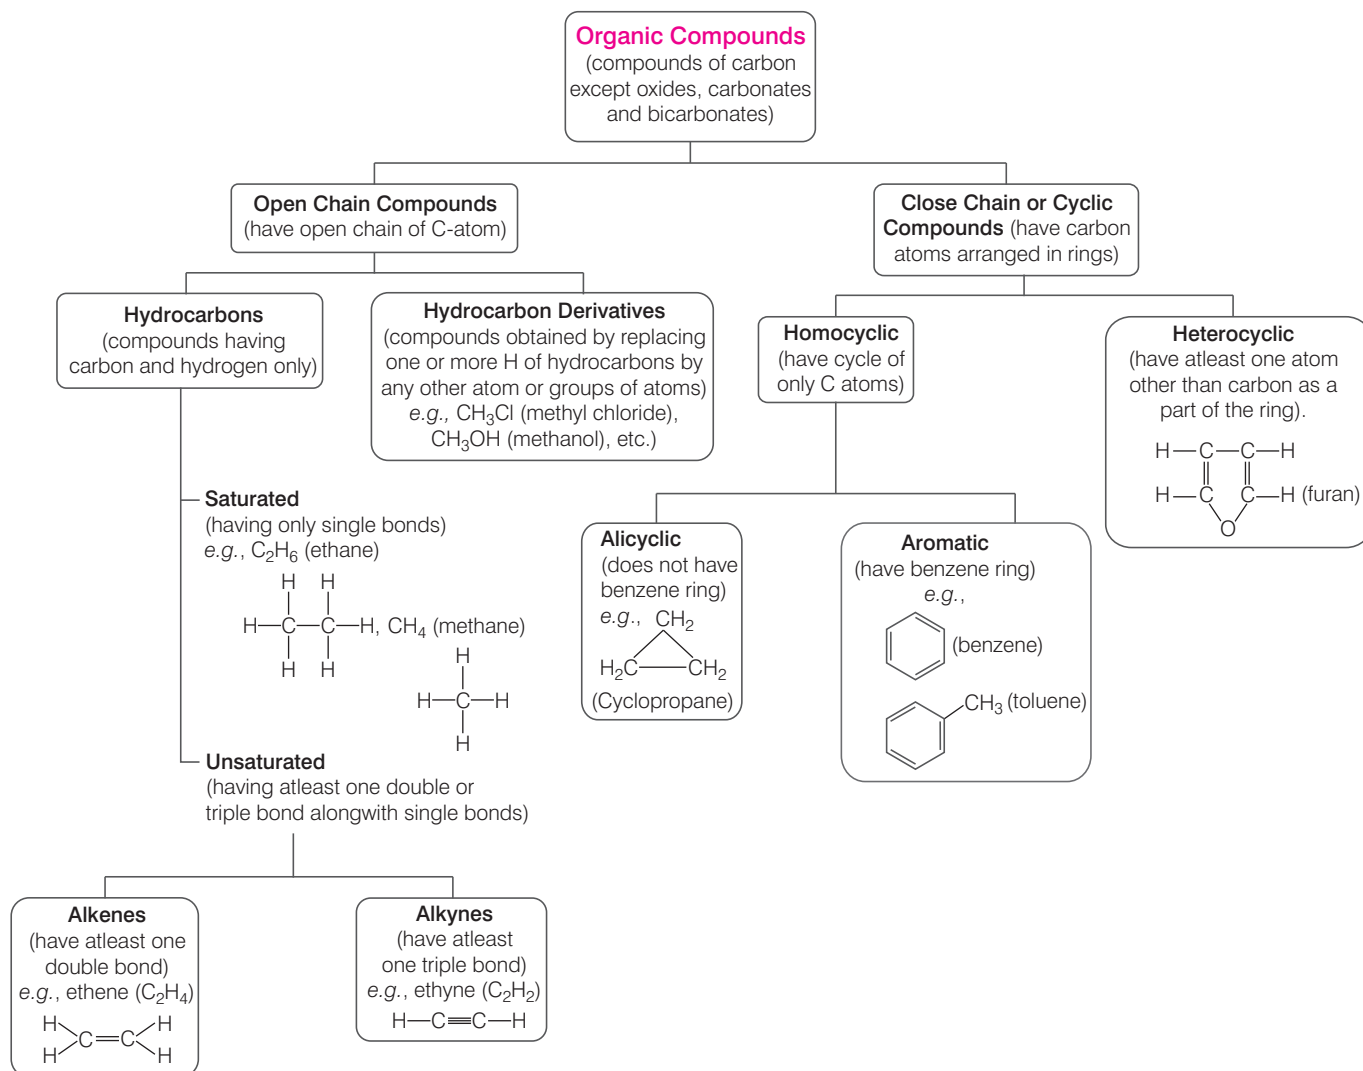 Organic Compounds
(compounds of carbon
except oxides, carbonates
and bicarbonates)
Open Chain Compounds
(have open chain of C-atom)
Close Chain or Cyclic
Compounds (have carbon
atoms arranged in rings)
Hydrocarbons
(compounds having
carbon and hydrogen only)
Hydrocarbon Derivatives
(compounds obtained by replacing
one or more H of hydrocarbons by
any other atom or groups of atoms)
e.g., CH₃Cl (methyl chloride),
CH₃OH (methanol), etc.)
Homocyclic
(have cycle of
only C atoms)
Heterocyclic
(have atleast one atom
other than carbon as a
part of the ring).
H—C—C—H
H—C C—H (furan)
O
Saturated
(having only single bonds)
e.g., C₂H₆ (ethane)
H H
H—C—C—H, CH₄ (methane)
H H
H
H—C—H
H
Alicyclic
(does not have
benzene ring)
e.g., CH₂
H₂C CH₂
(Cyclopropane)
Aromatic
(have benzene ring)
e.g.,
(benzene)
CH₃ (toluene)
Unsaturated
(having atleast one double or
triple bond alongwith single bonds)
Alkenes
(have atleast one
double bond)
e.g., ethene (C₂H₄)
H H
C=C
H H
Alkynes
(have atleast
one triple bond)
e.g., ethyne (C₂H₂)
H—C≡C—H